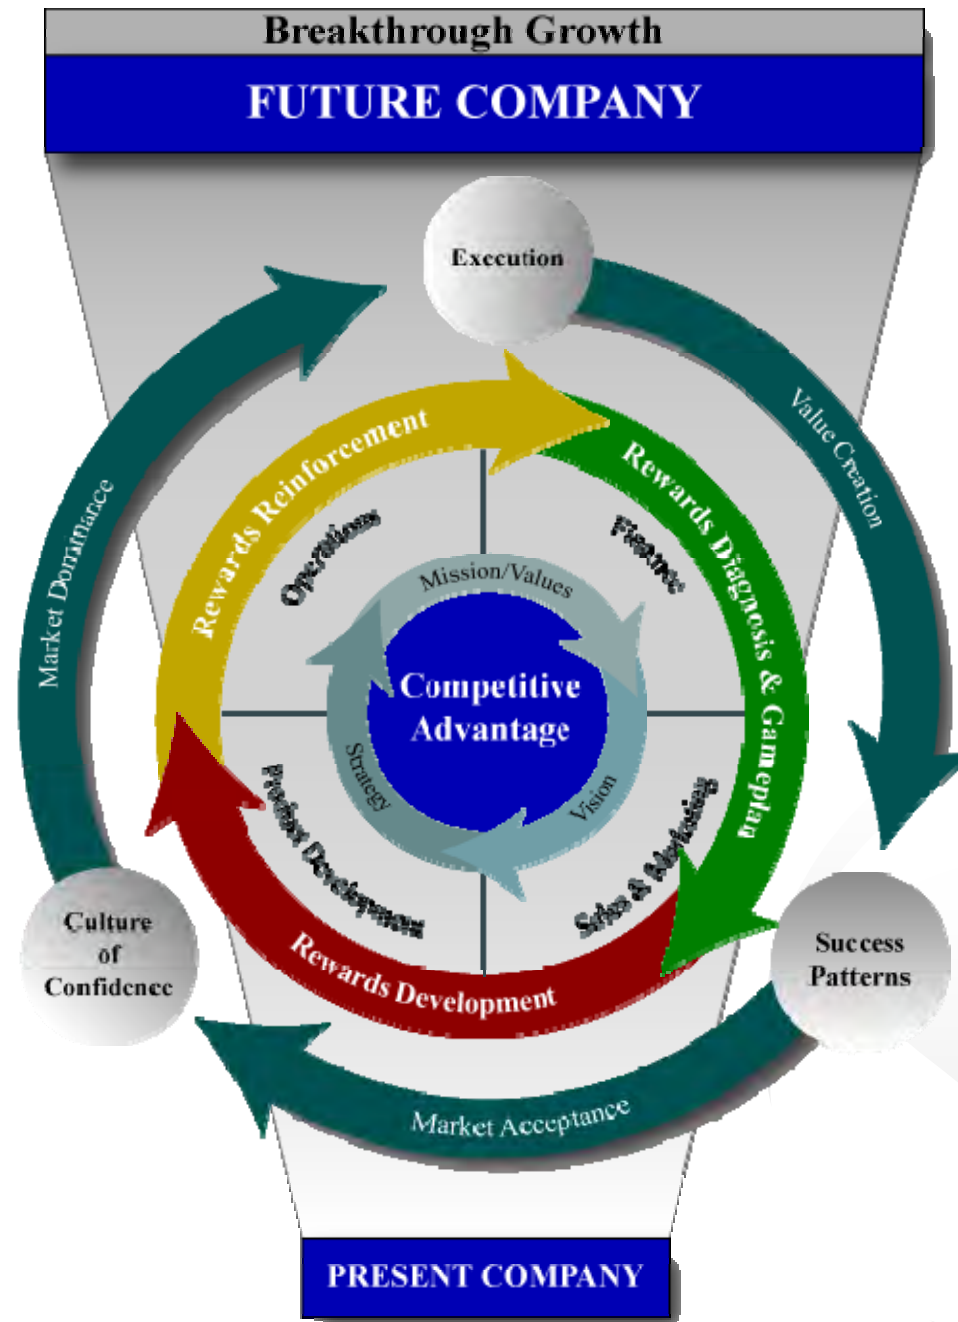 Breakthrough Growth
FUTURE COMPANY
Execution
Value Creation
Market Dominance
Rewards Reinforcement
Rewards Diagnosis & Gameplan
Operations
Finance
Mission/Values
Competitive
Advantage
Strategy
Vision
Product Development
Sales & Marketing
Rewards Development
Culture
of
Confidence
Success
Patterns
Market Acceptance
PRESENT COMPANY